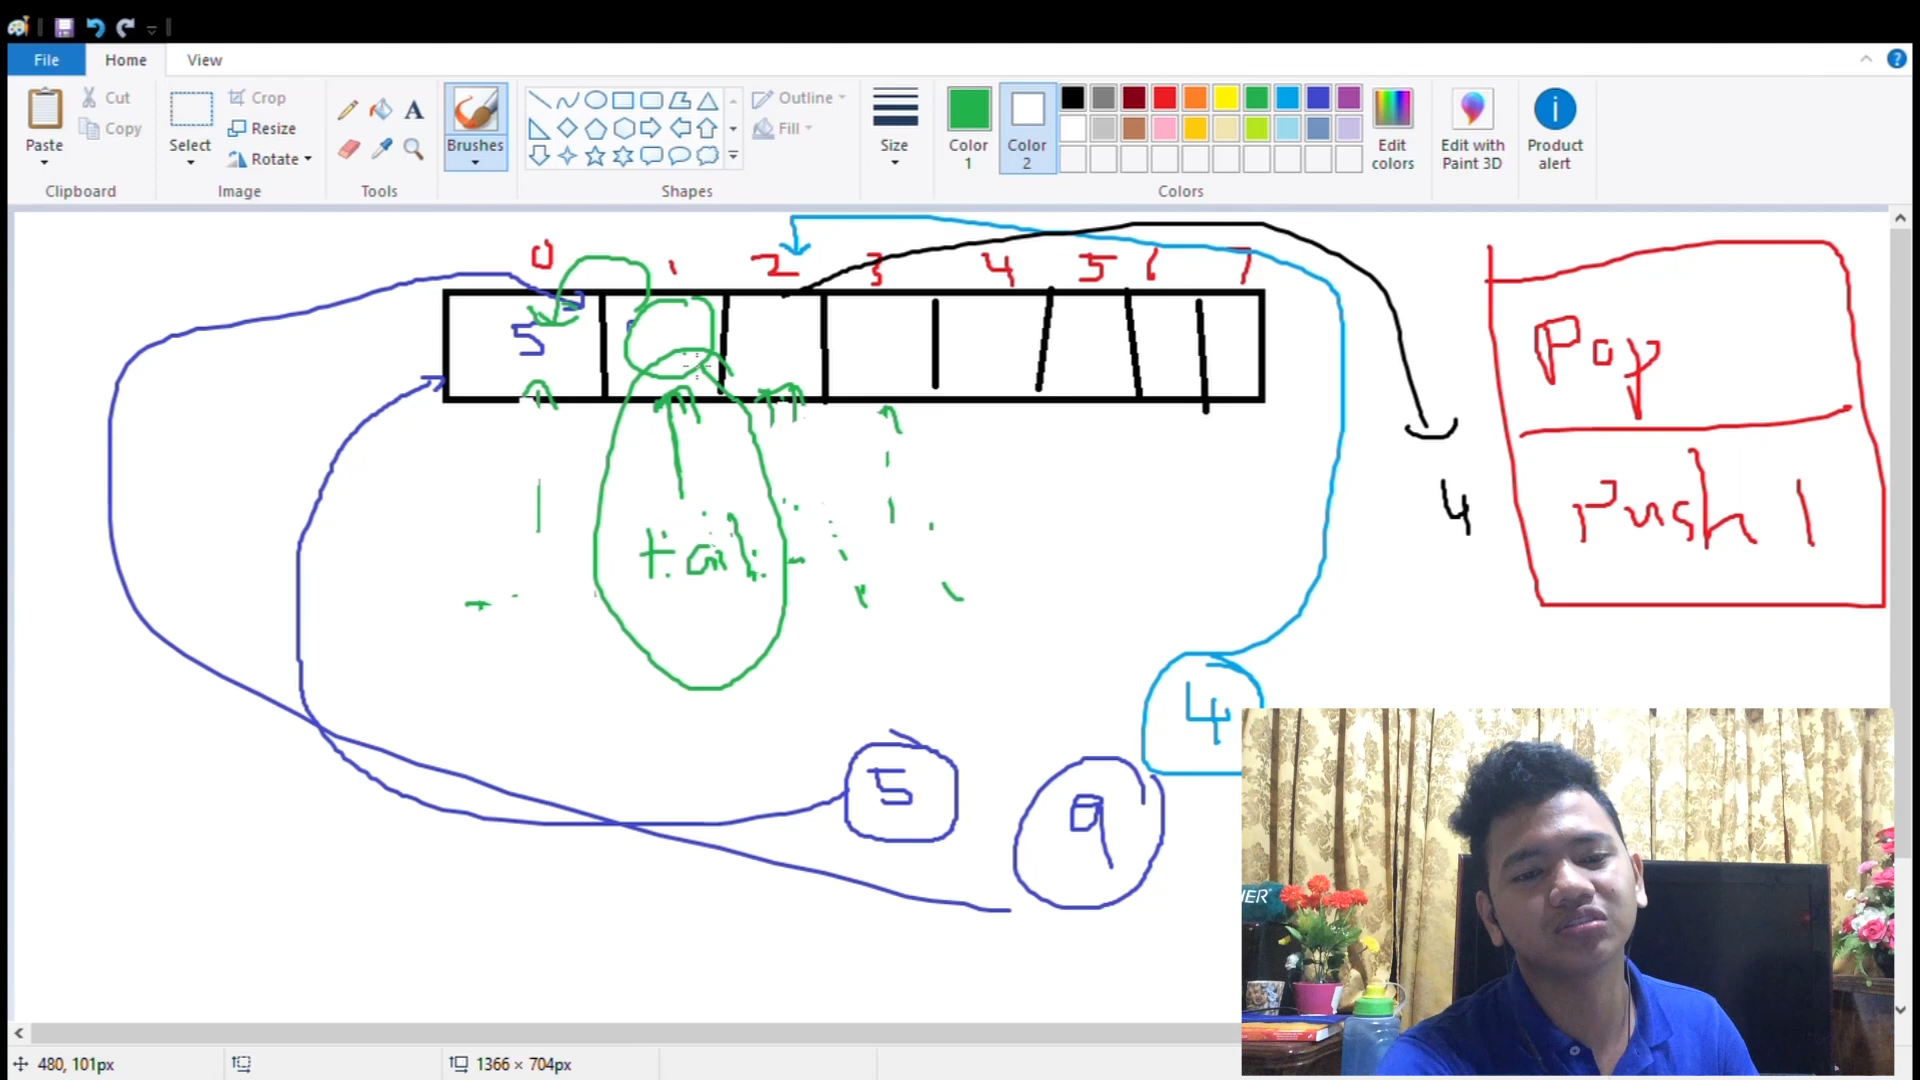 File Home View
Paste
Cut
Copy
Clipboard
Select
Crop
Resize
Rotate
Image
A
Tools
Brushes
Outline
Fill
Shapes
Size
Color 1
Color 2
Edit colors
Colors
Edit with Paint 3D
Product alert
0 1 2 3 4 5 6 7
5
Pop
Push 1
4
tail
4
5
9
480, 101px
1366 × 704px